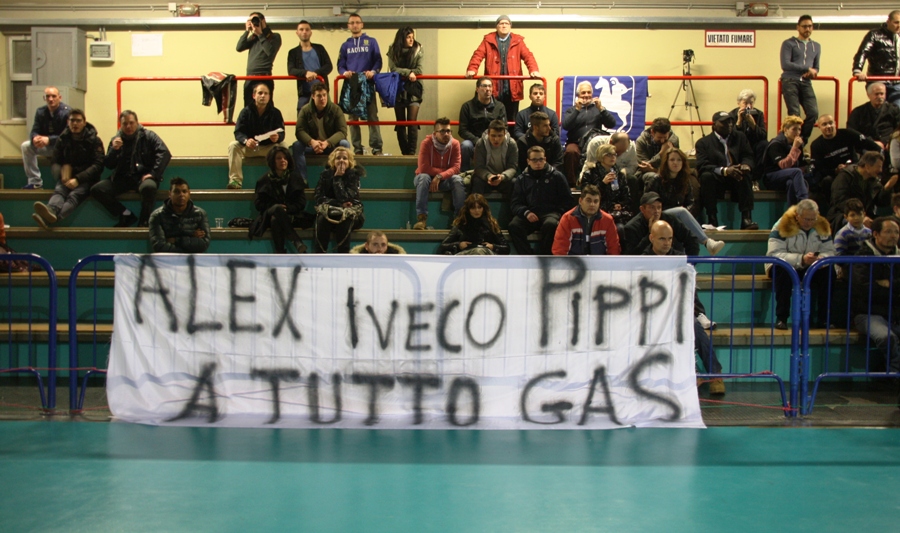 RACING
VIETATO FUMARE
ALEX IVECO PIPPI
A TUTTO GAS